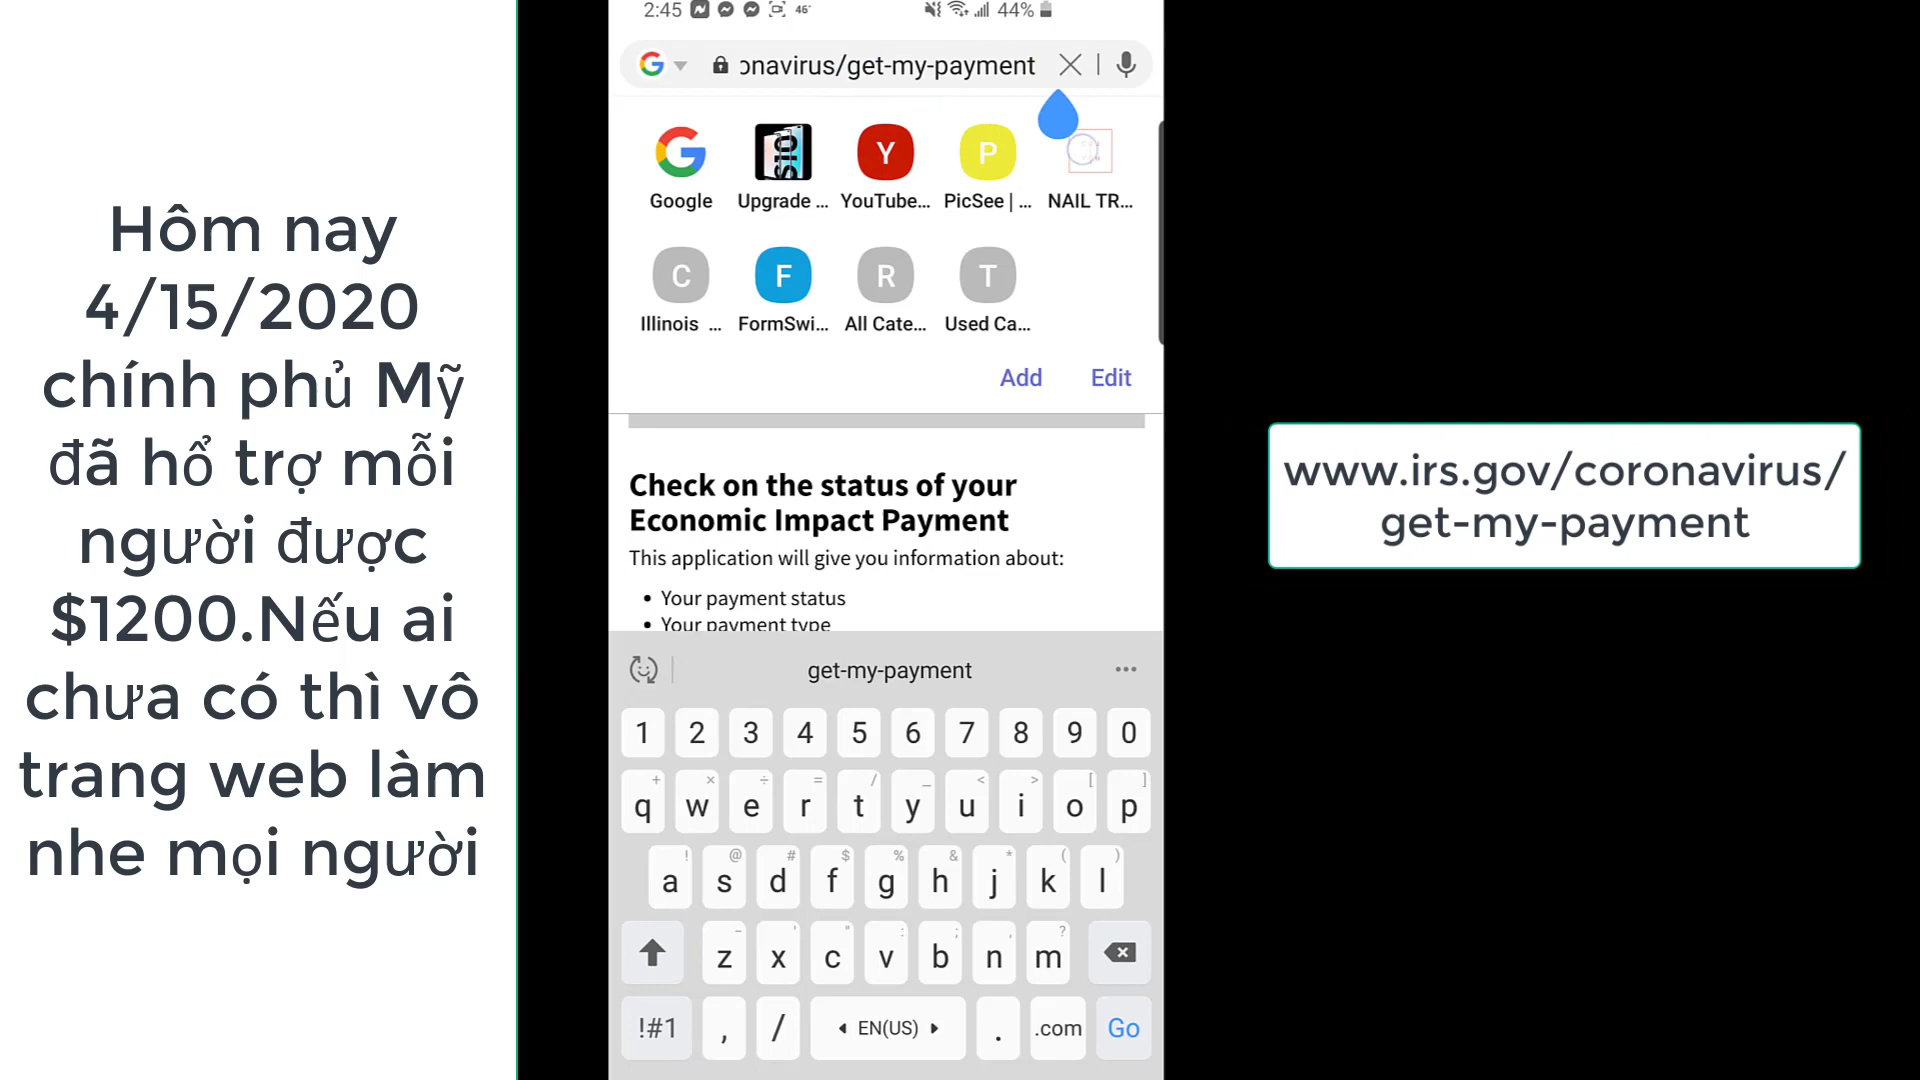 Hôm nay
4/15/2020
chính phủ Mỹ
đã hổ trợ mỗi
người được
$1200.Nếu ai
chưa có thì vô
trang web làm
nhe mọi người
2:45 46° 44%
onavirus/get-my-payment
Google Upgrade ... YouTube... PicSee | ... NAIL TR...
C F R T
Illinois ... FormSwi... All Cate... Used Ca...
Add Edit
Check on the status of your
Economic Impact Payment
This application will give you information about:
• Your payment status
• Your payment type
get-my-payment
1 2 3 4 5 6 7 8 9 0
q w e r t y u i o p
a s d f g h j k l
z x c v b n m
!#1 , / EN(US) . .com Go
www.irs.gov/coronavirus/
get-my-payment